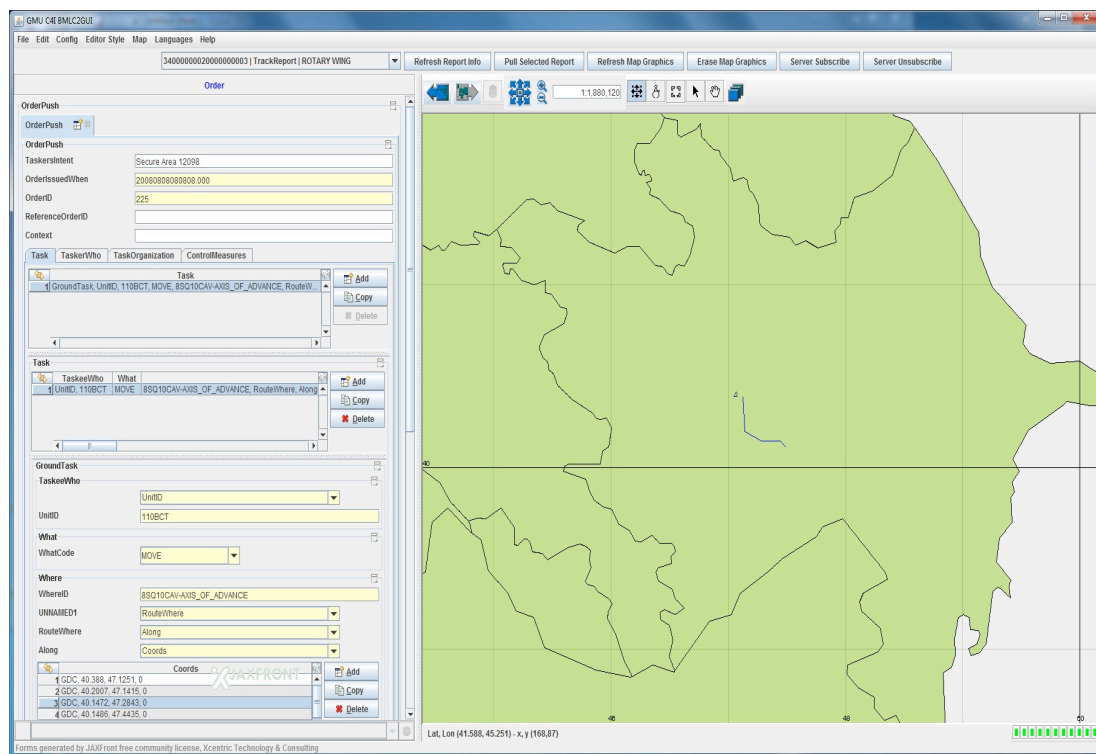 GMU C4I BMLC2GUI
File Edit Config Editor Style Map Languages Help
34000000020000000003 | TrackReport | ROTARY WING
Refresh Report Info
Pull Selected Report
Refresh Map Graphics
Erase Map Graphics
Server Subscribe
Server Unsubscribe
Order
OrderPush
OrderPush
OrderPush
TaskersIntent Secure Area 12098
OrderIssuedWhen 20080808080808.000
OrderID 225
ReferenceOrderID
Context
Task TaskerWho TaskOrganization ControlMeasures
Task
1 GroundTask, UnitID, 110BCT, MOVE, 8SQ10CAV-AXIS_OF_ADVANCE, RouteW...
Add
Copy
Delete
Task
TaskeeWho What
1 UnitID, 110BCT MOVE 8SQ10CAV-AXIS_OF_ADVANCE, RouteWhere, Along
Add
Copy
Delete
GroundTask
TaskeeWho
UnitID
UnitID 110BCT
What
WhatCode MOVE
Where
WhereID 8SQ10CAV-AXIS_OF_ADVANCE
UNNAMED1 RouteWhere
RouteWhere Along
Along Coords
Coords
1 GDC, 40.388, 47.1251, 0
2 GDC, 40.2007, 47.1415, 0
3 GDC, 40.1472, 47.2843, 0
4 GDC, 40.1486, 47.4435, 0
JAXFRONT
Add
Copy
Delete
Forms generated by JAXFront free community license, Xcentric Technology & Consulting
1:1,880,120
40
46 48 50
Lat, Lon (41.588, 45.251) - x, y (168,87)